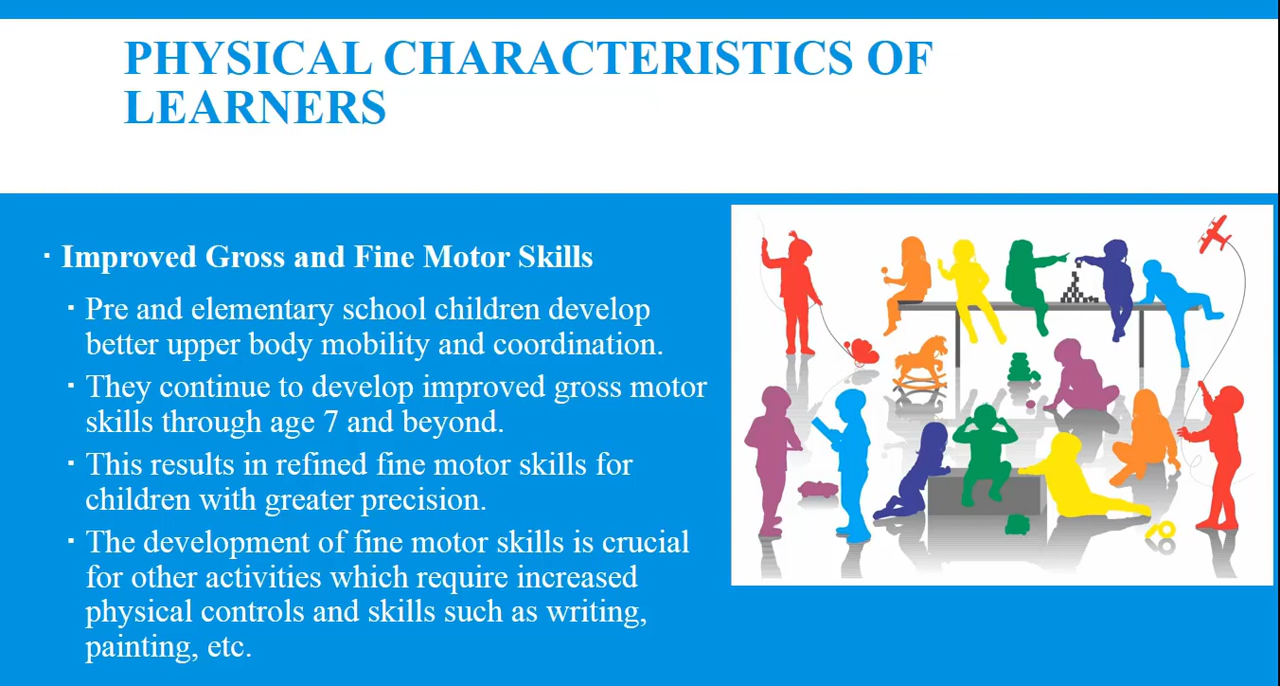 PHYSICAL CHARACTERISTICS OF
LEARNERS
▪ Improved Gross and Fine Motor Skills
▪ Pre and elementary school children develop
better upper body mobility and coordination.
▪ They continue to develop improved gross motor
skills through age 7 and beyond.
▪ This results in refined fine motor skills for
children with greater precision.
▪ The development of fine motor skills is crucial
for other activities which require increased
physical controls and skills such as writing,
painting, etc.